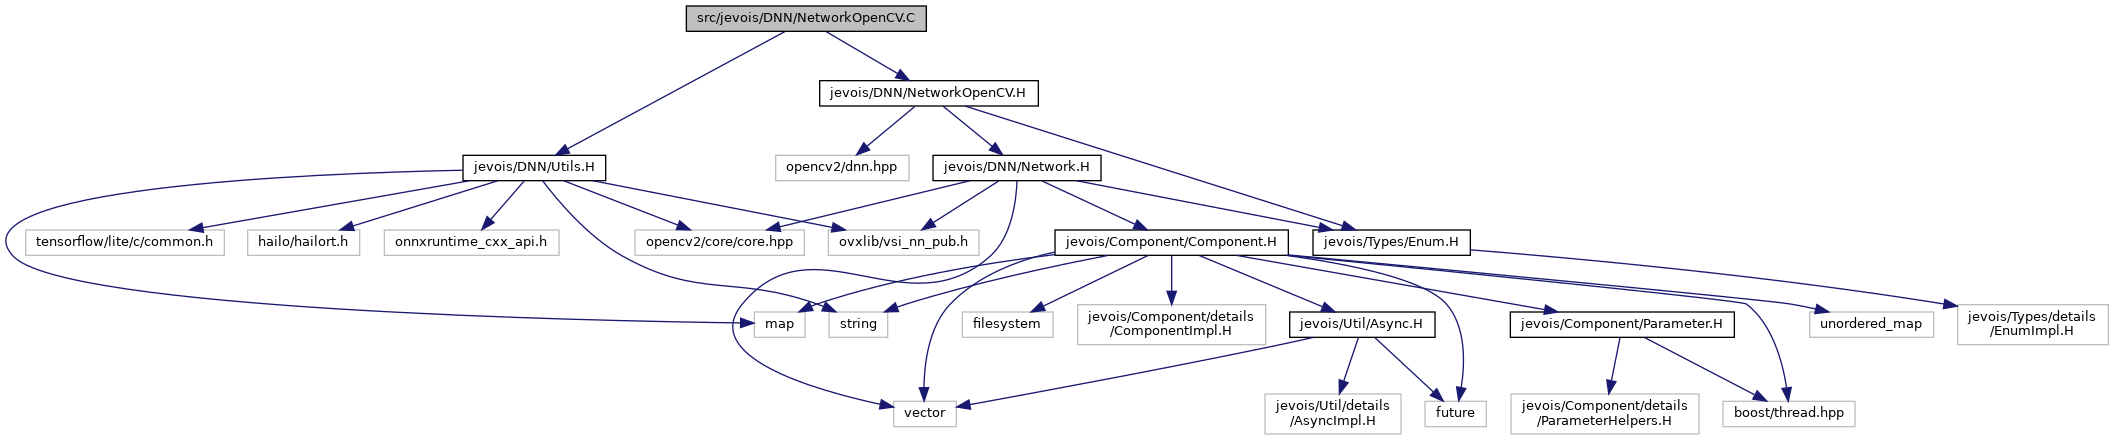 src/jevois/DNN/NetworkOpenCV.C
jevois/DNN/NetworkOpenCV.H
jevois/DNN/Utils.H
opencv2/dnn.hpp
jevois/DNN/Network.H
tensorflow/lite/c/common.h
hailo/hailort.h
onnxruntime_cxx_api.h
opencv2/core/core.hpp
ovxlib/vsi_nn_pub.h
jevois/Component/Component.H
jevois/Types/Enum.H
map
string
filesystem
jevois/Component/details
/ComponentImpl.H
jevois/Util/Async.H
jevois/Component/Parameter.H
unordered_map
jevois/Types/details
/EnumImpl.H
vector
jevois/Util/details
/AsyncImpl.H
future
jevois/Component/details
/ParameterHelpers.H
boost/thread.hpp